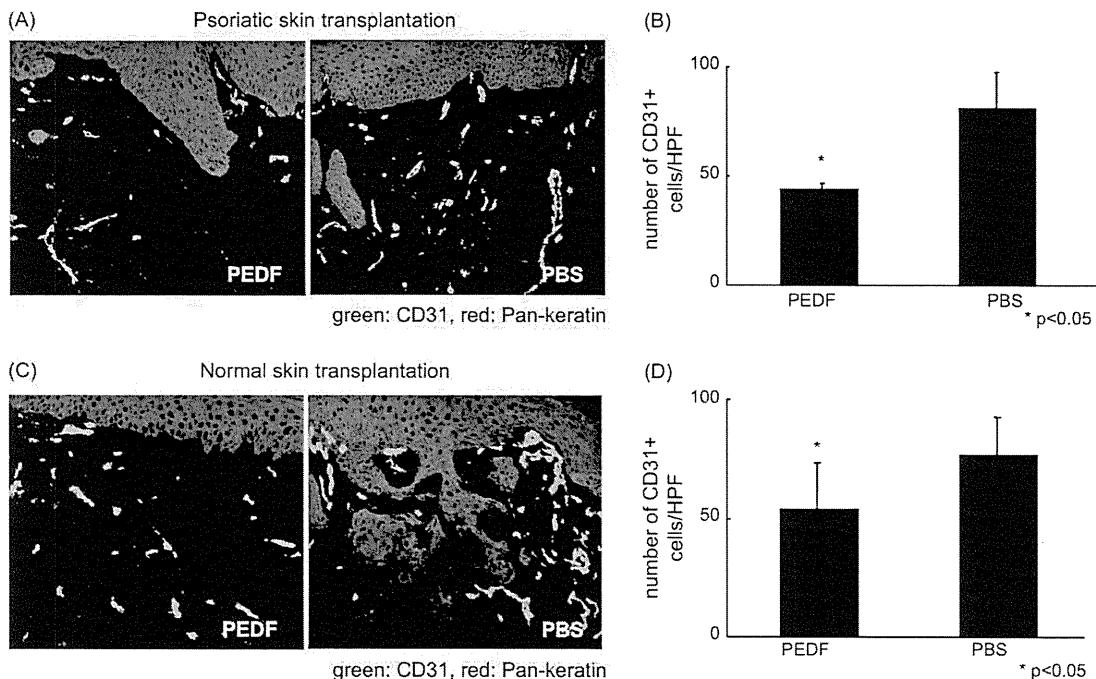 (A) Psoriatic skin transplantation
PEDF
PBS
green: CD31, red: Pan-keratin
(B)
number of CD31+
cells/HPF
100
50
0
*
PEDF
PBS
* p<0.05
(C) Normal skin transplantation
PEDF
PBS
green: CD31, red: Pan-keratin
(D)
number of CD31+
cells/HPF
100
50
0
*
PEDF
PBS
* p<0.05